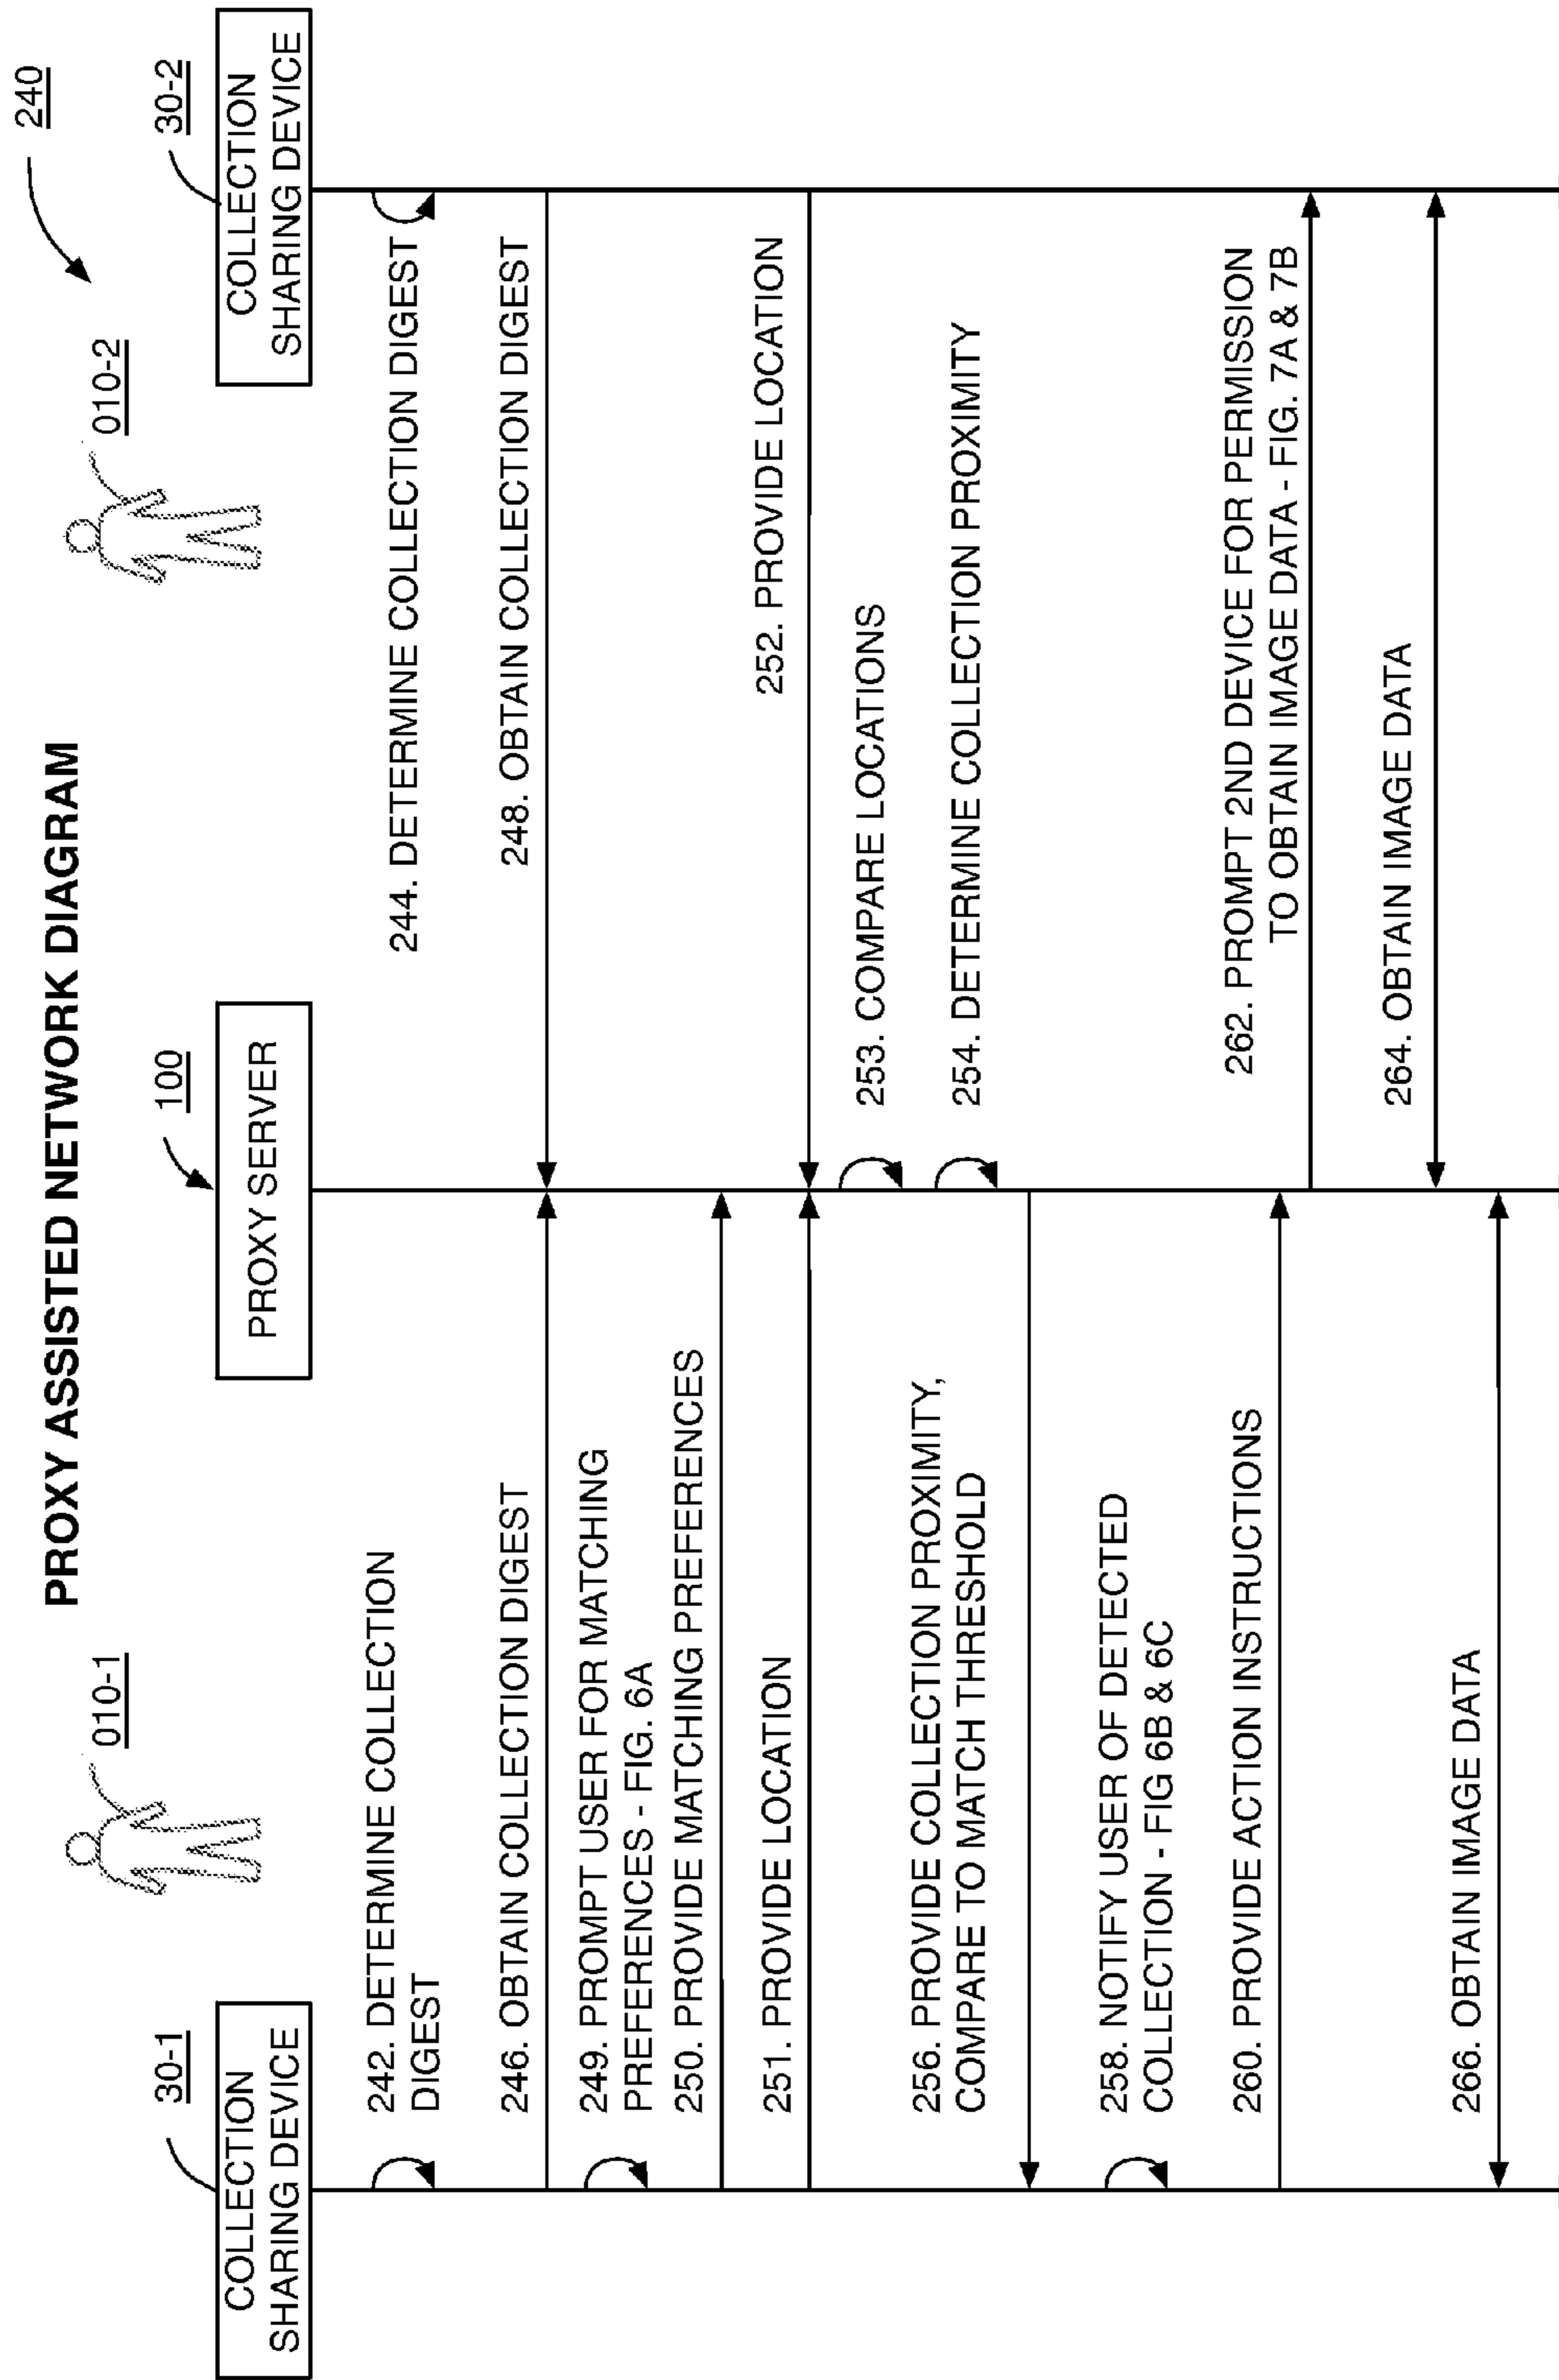 PROXY ASSISTED NETWORK DIAGRAM
240
010-1
010-2
30-1
100
30-2
COLLECTION
SHARING DEVICE
PROXY SERVER
COLLECTION
SHARING DEVICE
242. DETERMINE COLLECTION
DIGEST
244. DETERMINE COLLECTION DIGEST
246. OBTAIN COLLECTION DIGEST
248. OBTAIN COLLECTION DIGEST
249. PROMPT USER FOR MATCHING
PREFERENCES - FIG. 6A
250. PROVIDE MATCHING PREFERENCES
251. PROVIDE LOCATION
252. PROVIDE LOCATION
253. COMPARE LOCATIONS
254. DETERMINE COLLECTION PROXIMITY
256. PROVIDE COLLECTION PROXIMITY,
COMPARE TO MATCH THRESHOLD
258. NOTIFY USER OF DETECTED
COLLECTION - FIG 6B & 6C
260. PROVIDE ACTION INSTRUCTIONS
262. PROMPT 2ND DEVICE FOR PERMISSION
TO OBTAIN IMAGE DATA - FIG. 7A & 7B
264. OBTAIN IMAGE DATA
266. OBTAIN IMAGE DATA